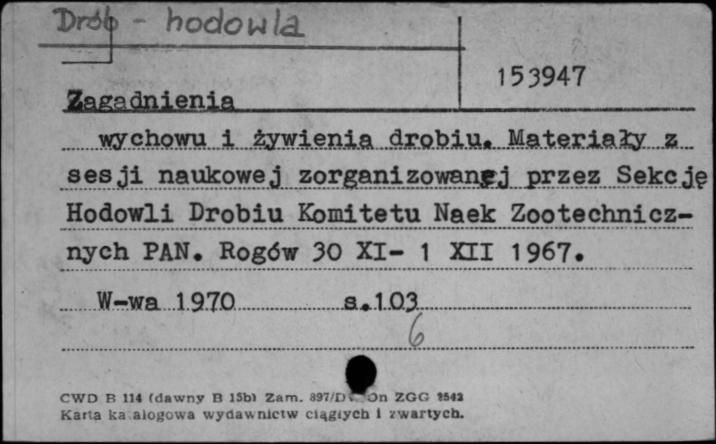 Drób - hodowla
153947
Zagadnienia
wychowu i żywienia drobiu. Materiały z
sesji naukowej zorganizowanej przez Sekcję
Hodowli Drobiu Komitetu Naek Zootechnicz-
nych PAN. Rogów 30 XI- 1 XII 1967.
W-wa 1970 s.103
6
CWD B 114 (dawny B 15b) Zam. 897/D ZGG 2542
Karta katalogowa wydawnictw ciągłych i zwartych.